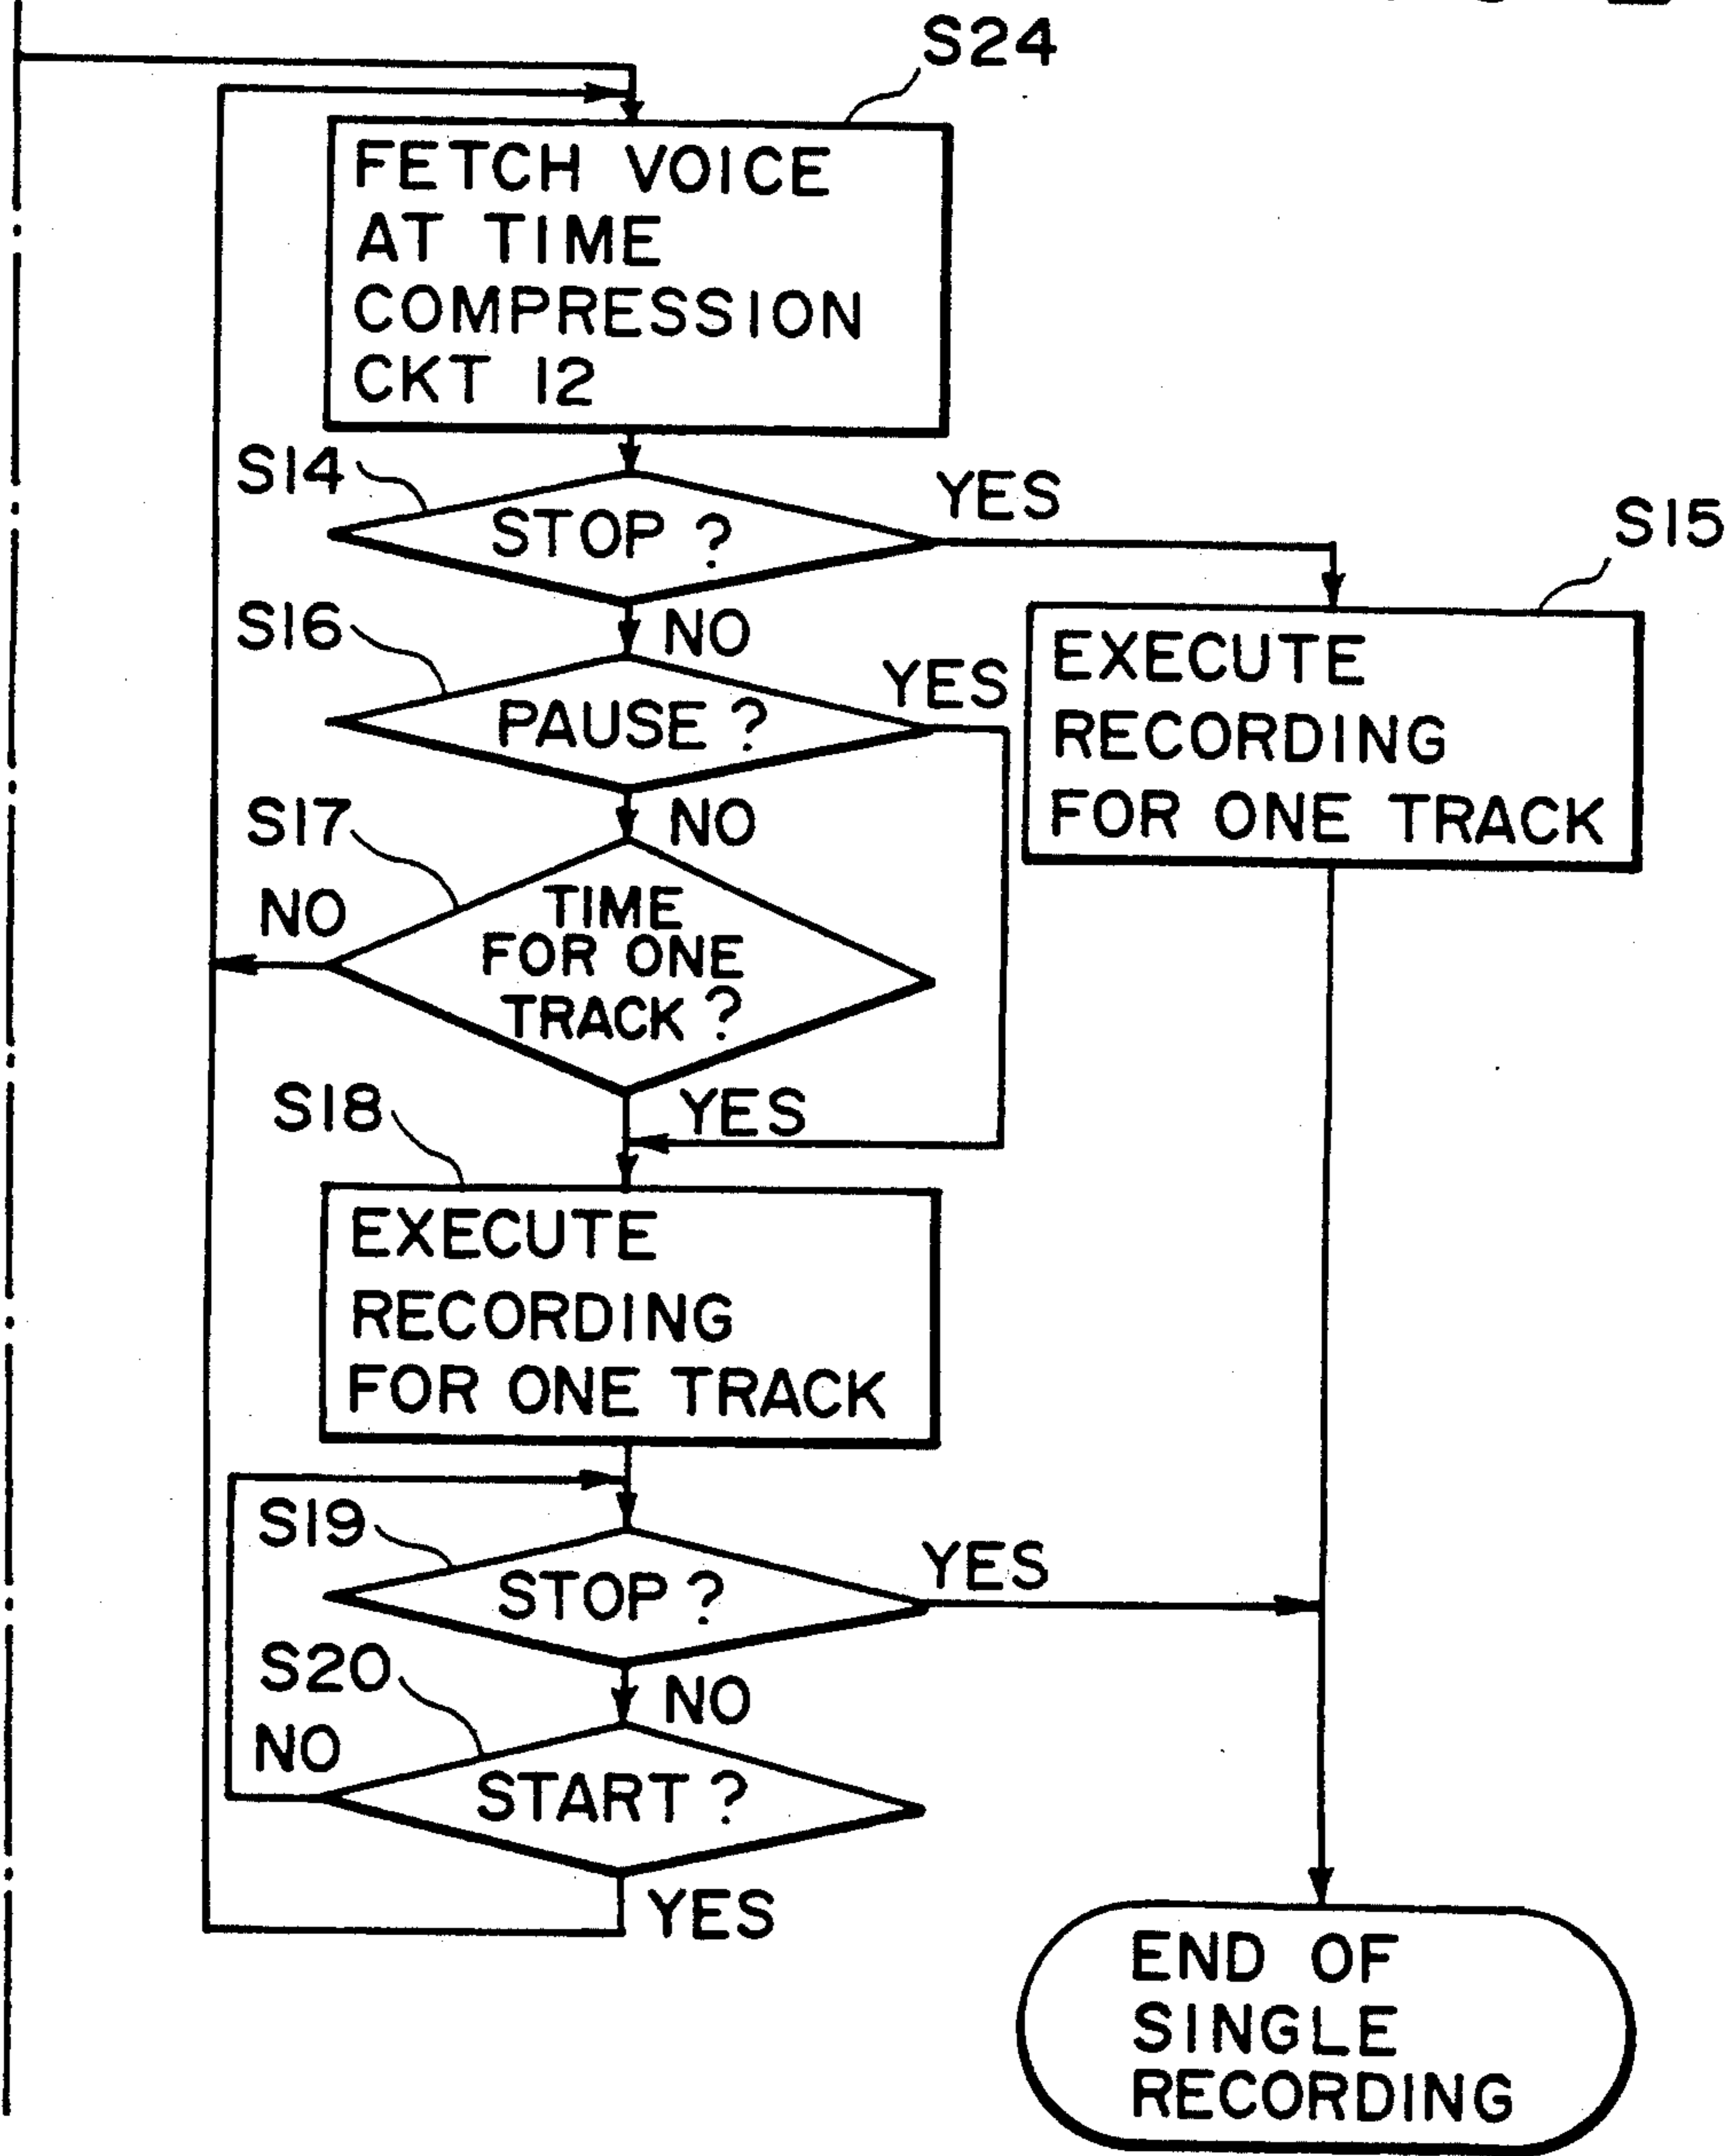 S24
FETCH VOICE
AT TIME
COMPRESSION
CKT 12
S14
STOP ?
YES
NO
S15
EXECUTE
RECORDING
FOR ONE TRACK
S16
PAUSE ?
YES
NO
S17
TIME
FOR ONE
TRACK ?
NO
YES
S18
EXECUTE
RECORDING
FOR ONE TRACK
S19
STOP ?
YES
NO
S20
START ?
NO
YES
END OF
SINGLE
RECORDING